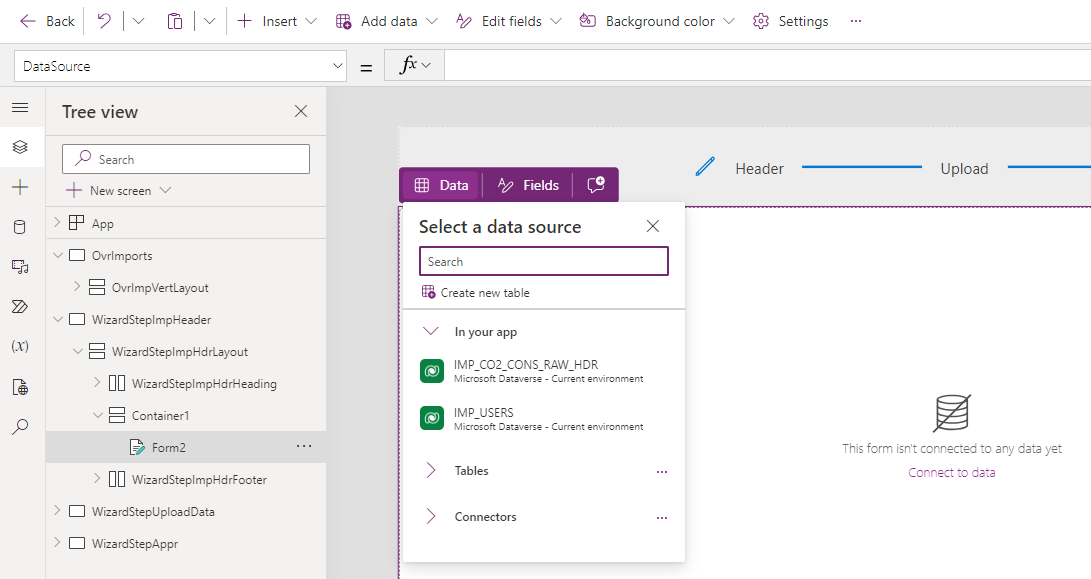 Back
Insert
Add data
Edit fields
Background color
Settings
...
DataSource
=
fx
Tree view
Search
New screen
App
OvrImports
OvrImpVertLayout
WizardStepImpHeader
WizardStepImpHdrLayout
WizardStepImpHdrHeading
Container1
Form2
...
WizardStepImpHdrFooter
WizardStepUploadData
WizardStepAppr
(x)
Header
Upload
Data
Fields
Select a data source
Search
Create new table
In your app
IMP_CO2_CONS_RAW_HDR
Microsoft Dataverse - Current environment
IMP_USERS
Microsoft Dataverse - Current environment
Tables
...
Connectors
...
This form isn't connected to any data yet
Connect to data